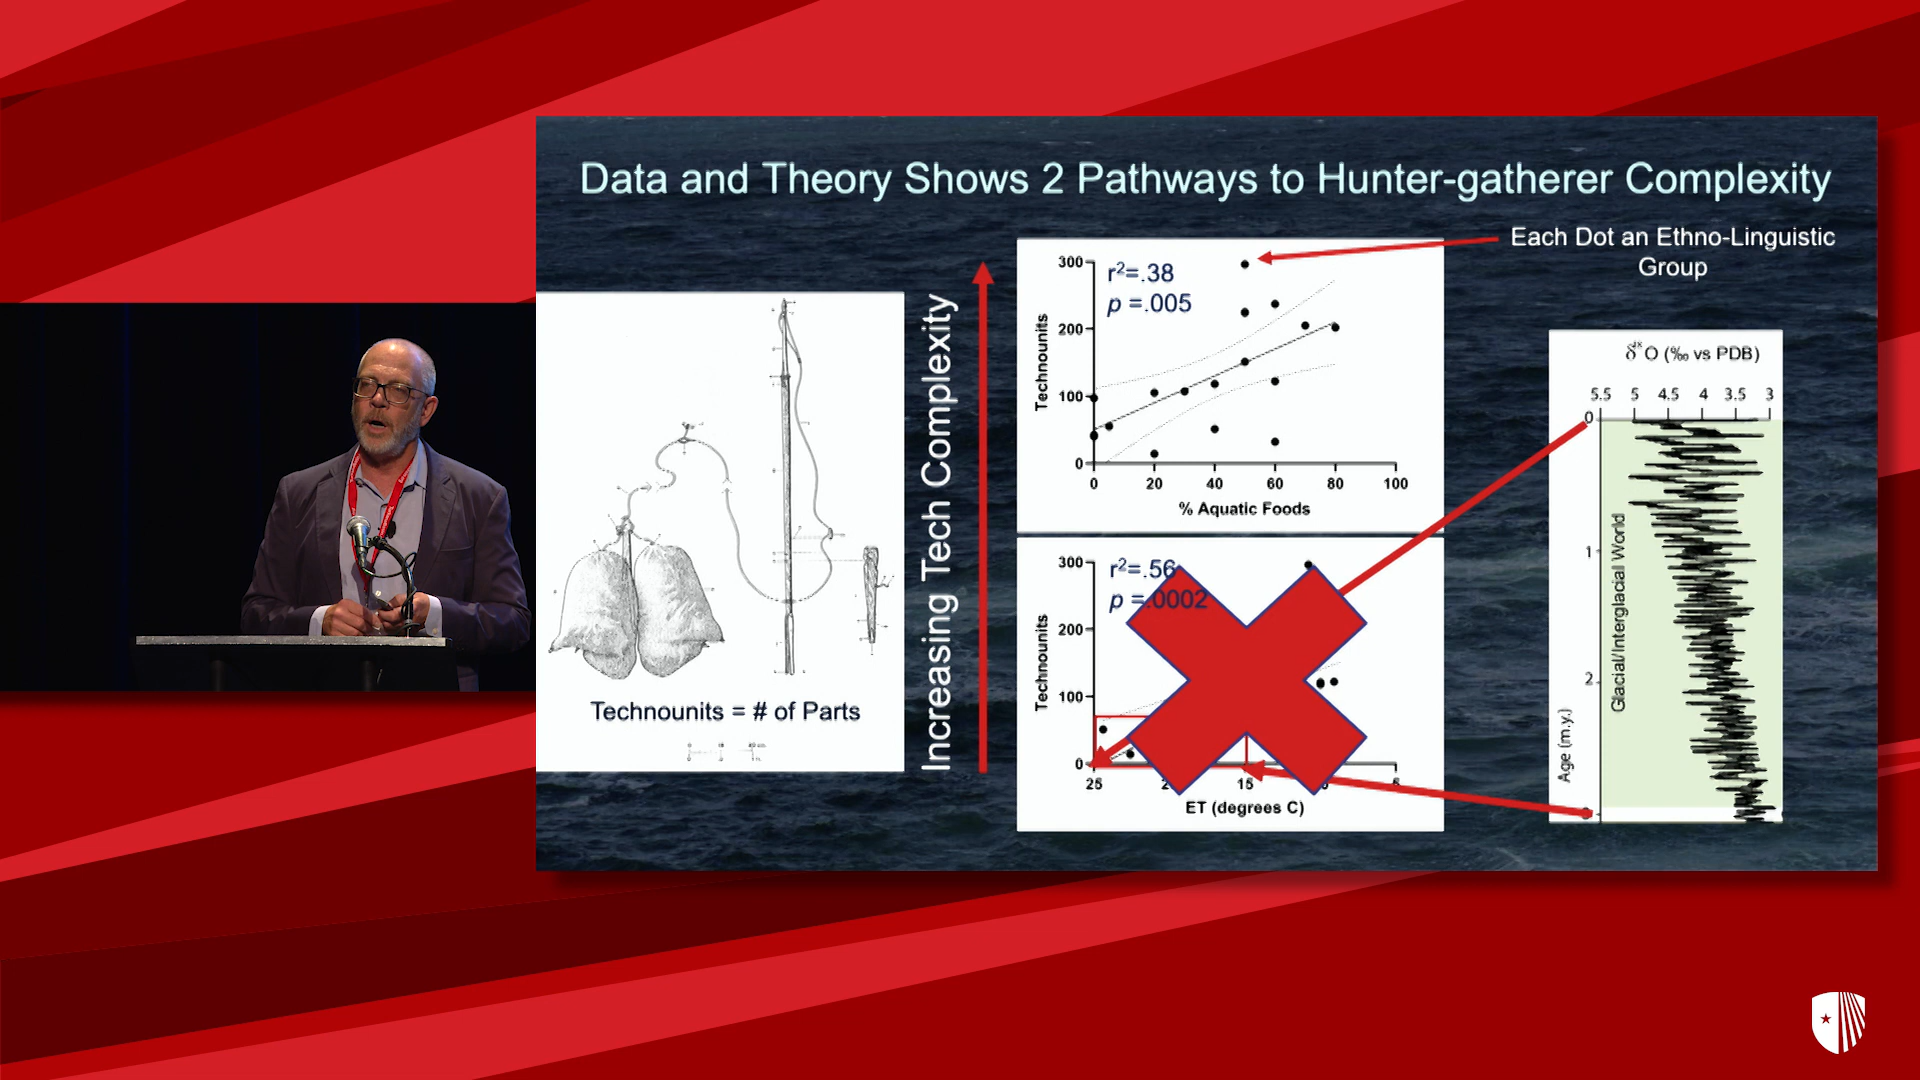 Data and Theory Shows 2 Pathways to Hunter-gatherer Complexity
Each Dot an Ethno-Linguistic
Group
Increasing Tech Complexity
Technounits = # of Parts
300
200
100
0
r²=.38
p =.005
Technounits
0 20 40 60 80 100
% Aquatic Foods
300
200
100
0
r²=.56
p =.0002
Technounits
25
15
5
ET (degrees C)
δ¹⁸O (‰ vs PDB)
5.5 5 4.5 4 3.5 3
0
1
2
Glacial/Interglacial World
Age (m.y.)